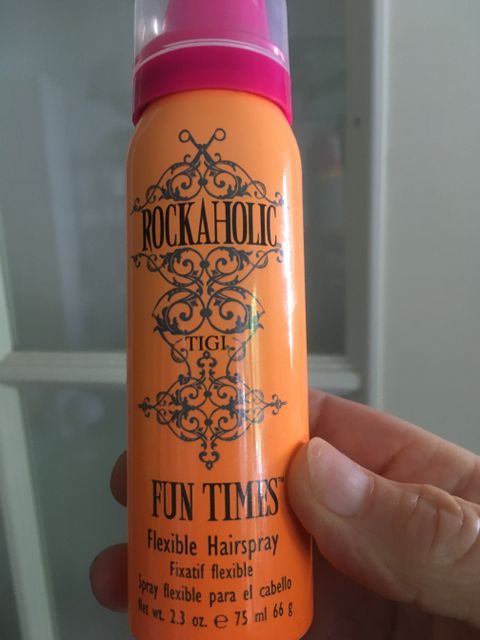 ROCKAHOLIC
TIGI
FUN TIMES™
Flexible Hairspray
Fixatif flexible
Spray flexible para el cabello
Net wt. 2.3 oz. ℮ 75 ml 66 g